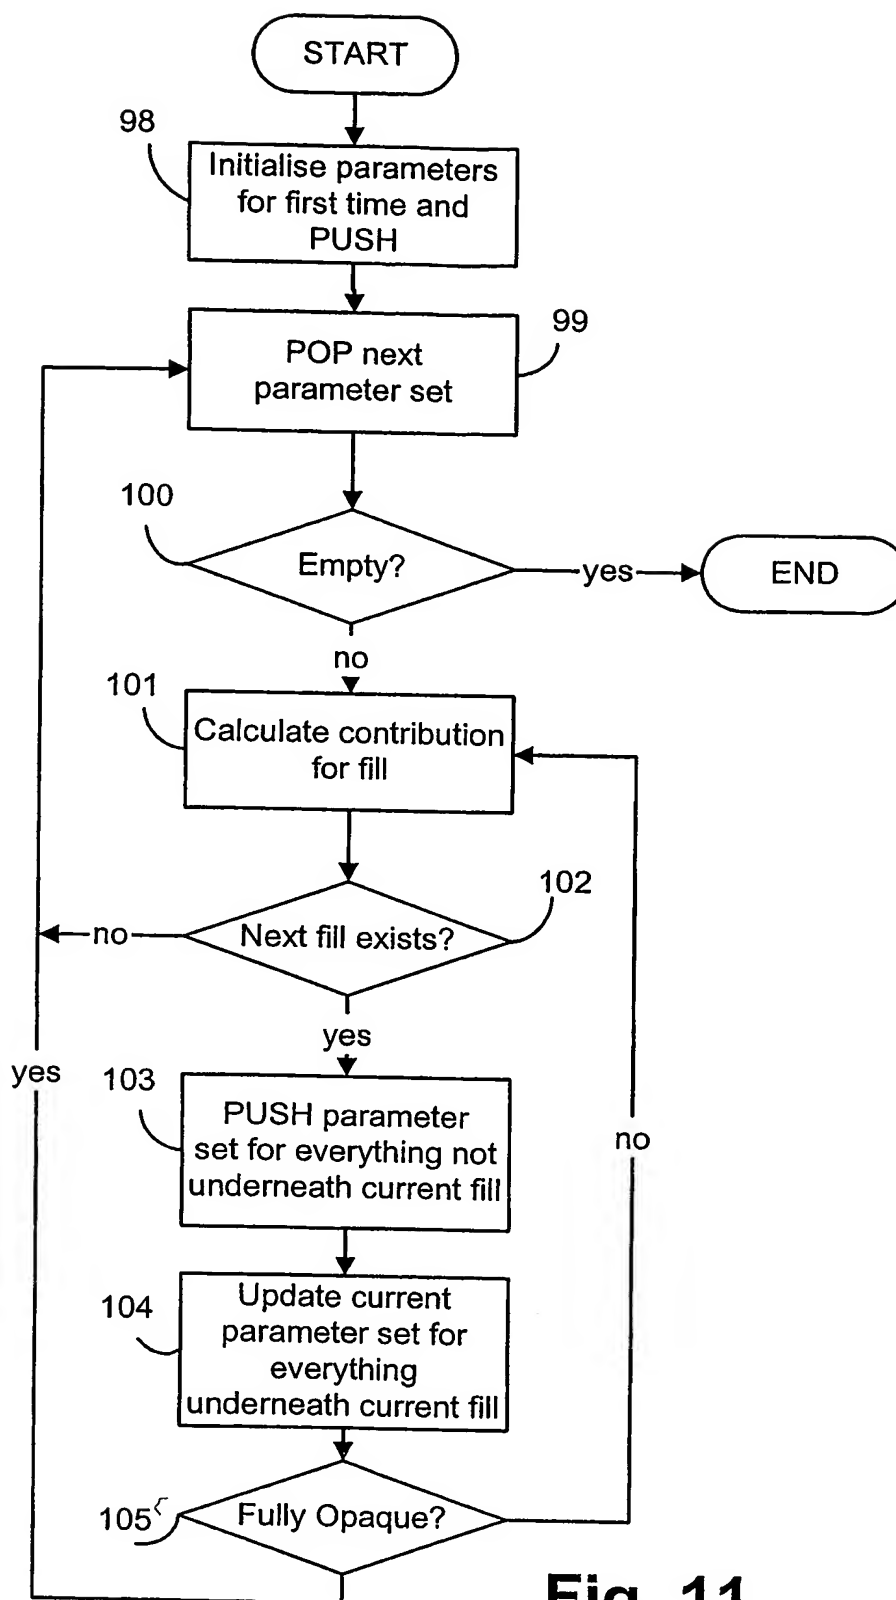 START
98
Initialise parameters
for first time and
PUSH
99
POP next
parameter set
100
Empty?
yes
END
no
101
Calculate contribution
for fill
102
Next fill exists?
no
yes
yes
103
PUSH parameter
set for everything not
underneath current fill
no
104
Update current
parameter set for
everything
underneath current fill
105
Fully Opaque?
Fig. 11